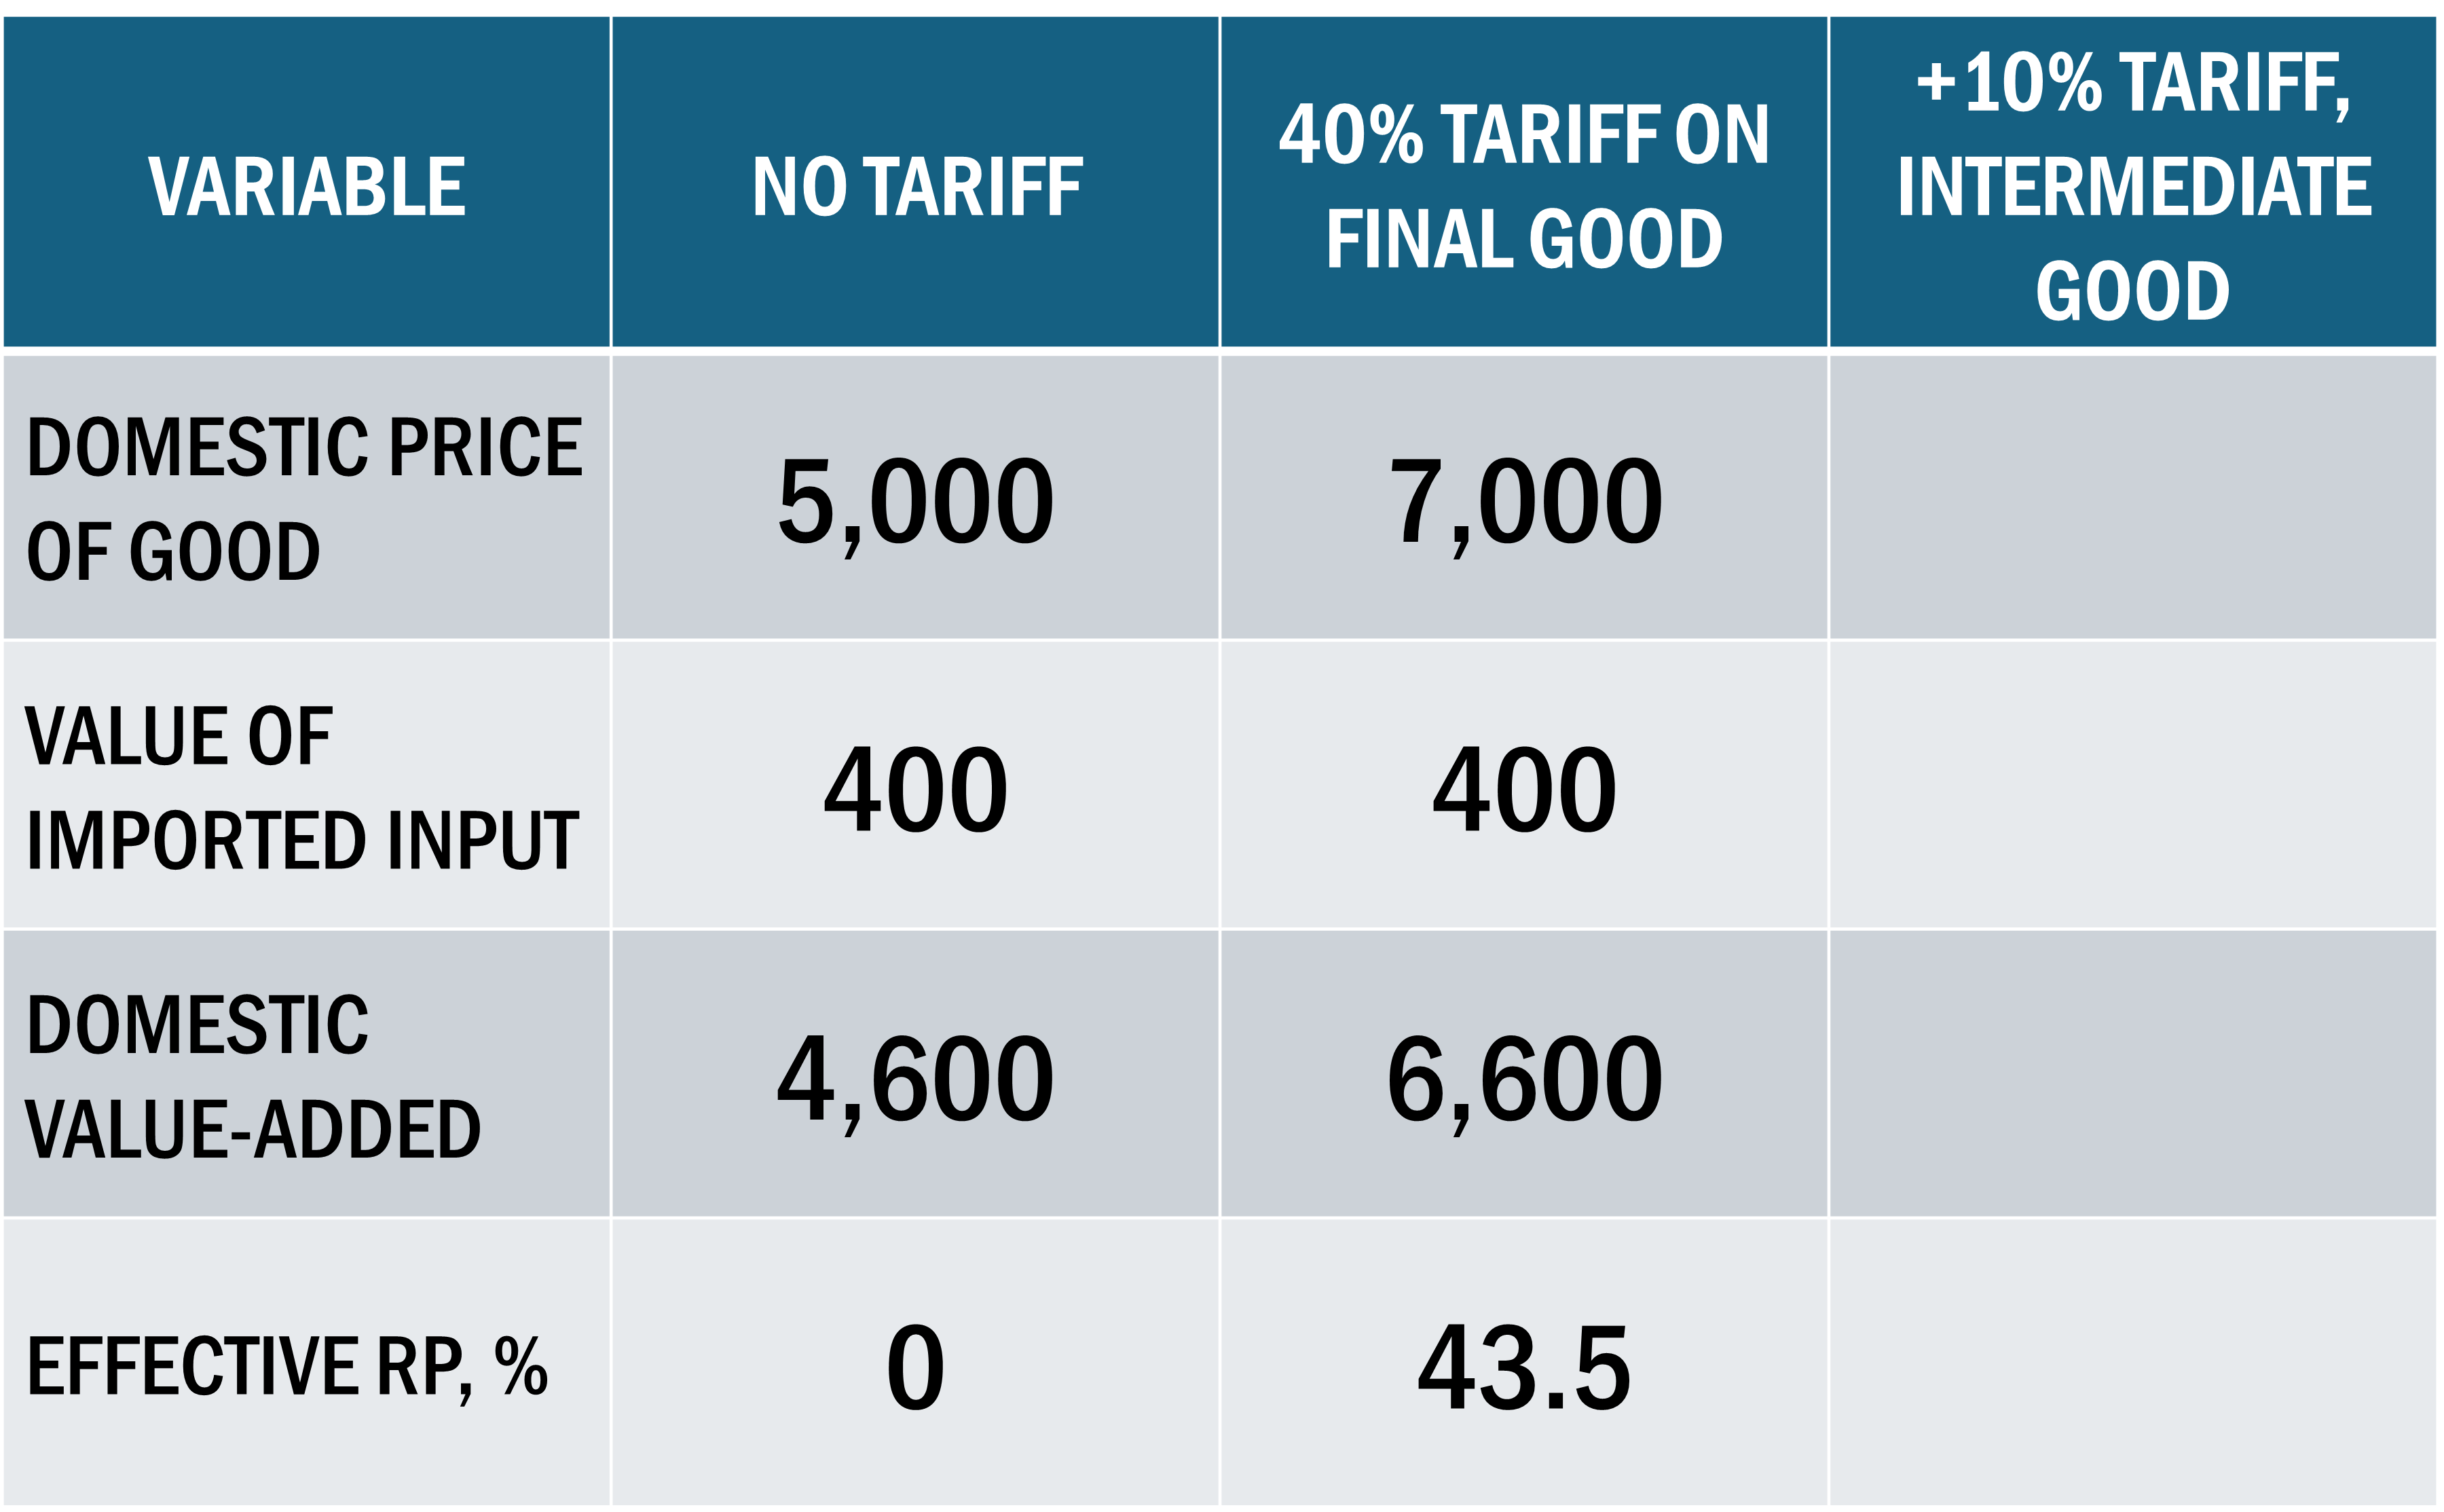 VARIABLE
NO TARIFF
40% TARIFF ON
FINAL GOOD
+10% TARIFF,
INTERMEDIATE
GOOD
DOMESTIC PRICE
OF GOOD
5,000
7,000
VALUE OF
IMPORTED INPUT
400
400
DOMESTIC
VALUE-ADDED
4,600
6,600
EFFECTIVE RP, %
0
43.5